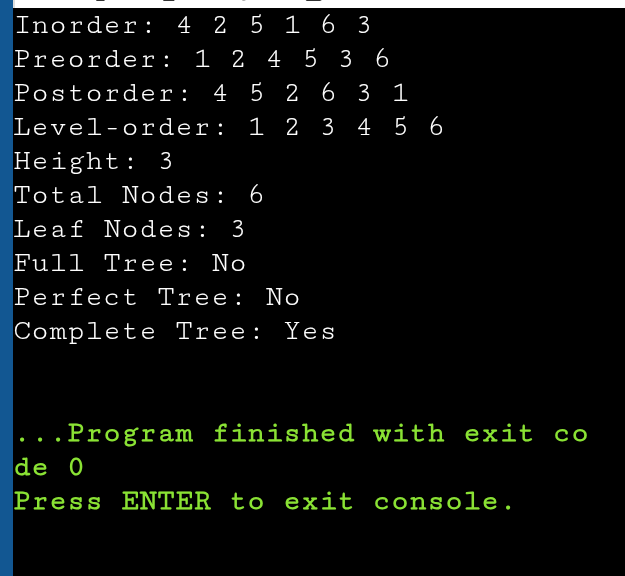 Inorder: 4 2 5 1 6 3
Preorder: 1 2 4 5 3 6
Postorder: 4 5 2 6 3 1
Level-order: 1 2 3 4 5 6
Height: 3
Total Nodes: 6
Leaf Nodes: 3
Full Tree: No
Perfect Tree: No
Complete Tree: Yes
...Program finished with exit co
de 0
Press ENTER to exit console.